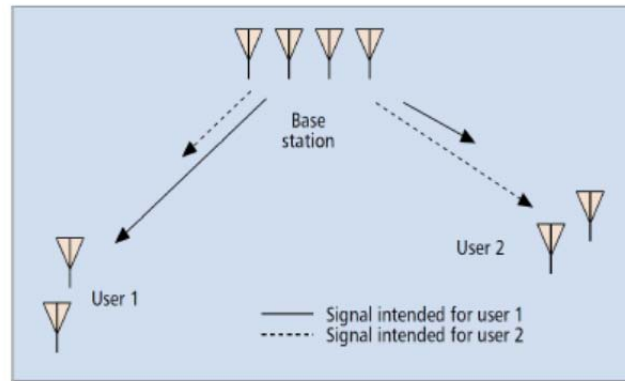 Base
station
User 2
User 1
Signal intended for user 1
Signal intended for user 2